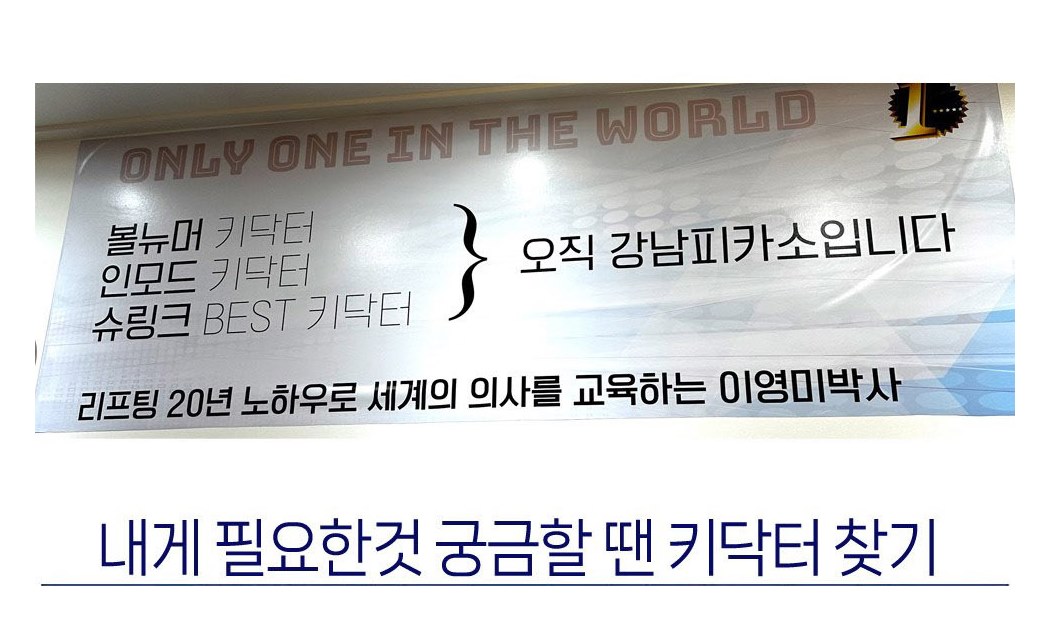 ONLY ONE IN THE WORLD
1
볼뉴머 키닥터
인모드 키닥터
슈링크 BEST 키닥터
} 오직 강남피카소입니다
리프팅 20년 노하우로 세계의 의사를 교육하는 이영미박사
내게 필요한것 궁금할 땐 키닥터 찾기